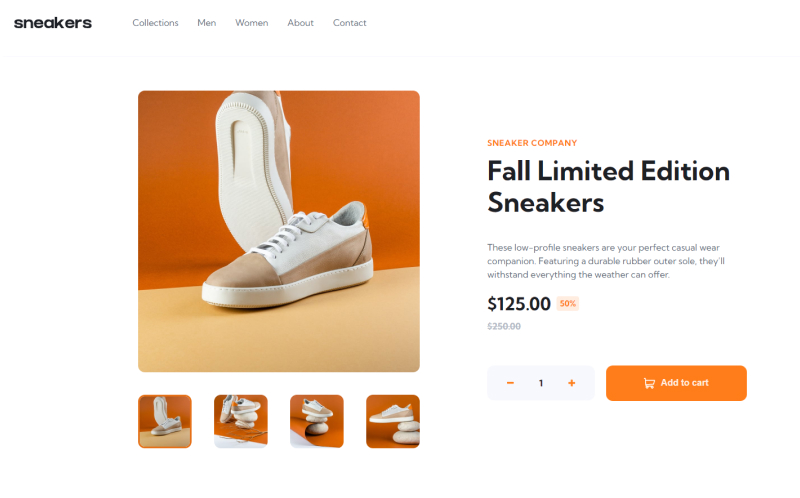 sneakers
Collections Men Women About Contact
SNEAKER COMPANY
Fall Limited Edition
Sneakers
These low-profile sneakers are your perfect casual wear
companion. Featuring a durable rubber outer sole, they'll
withstand everything the weather can offer.
$125.00 50%
$250.00
1 Add to cart